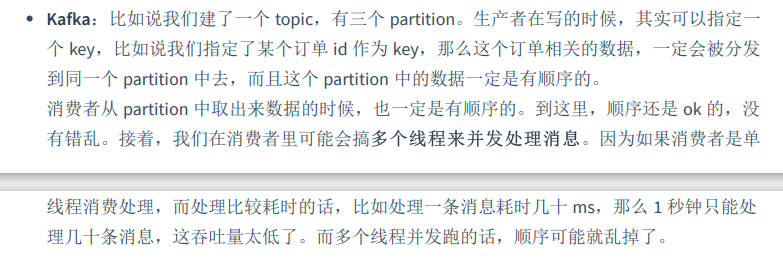 • Kafka：比如说我们建了一个 topic，有三个 partition。生产者在写的时候，其实可以指定一
个 key，比如说我们指定了某个订单 id 作为 key，那么这个订单相关的数据，一定会被分发
到同一个 partition 中去，而且这个 partition 中的数据一定是有顺序的。
消费者从 partition 中取出来数据的时候，也一定是有顺序的。到这里，顺序还是 ok 的，没
有错乱。接着，我们在消费者里可能会搞多个线程来并发处理消息。因为如果消费者是单
线程消费处理，而处理比较耗时的话，比如处理一条消息耗时几十 ms，那么 1 秒钟只能处
理几十条消息，这吞吐量太低了。而多个线程并发跑的话，顺序可能就乱掉了。